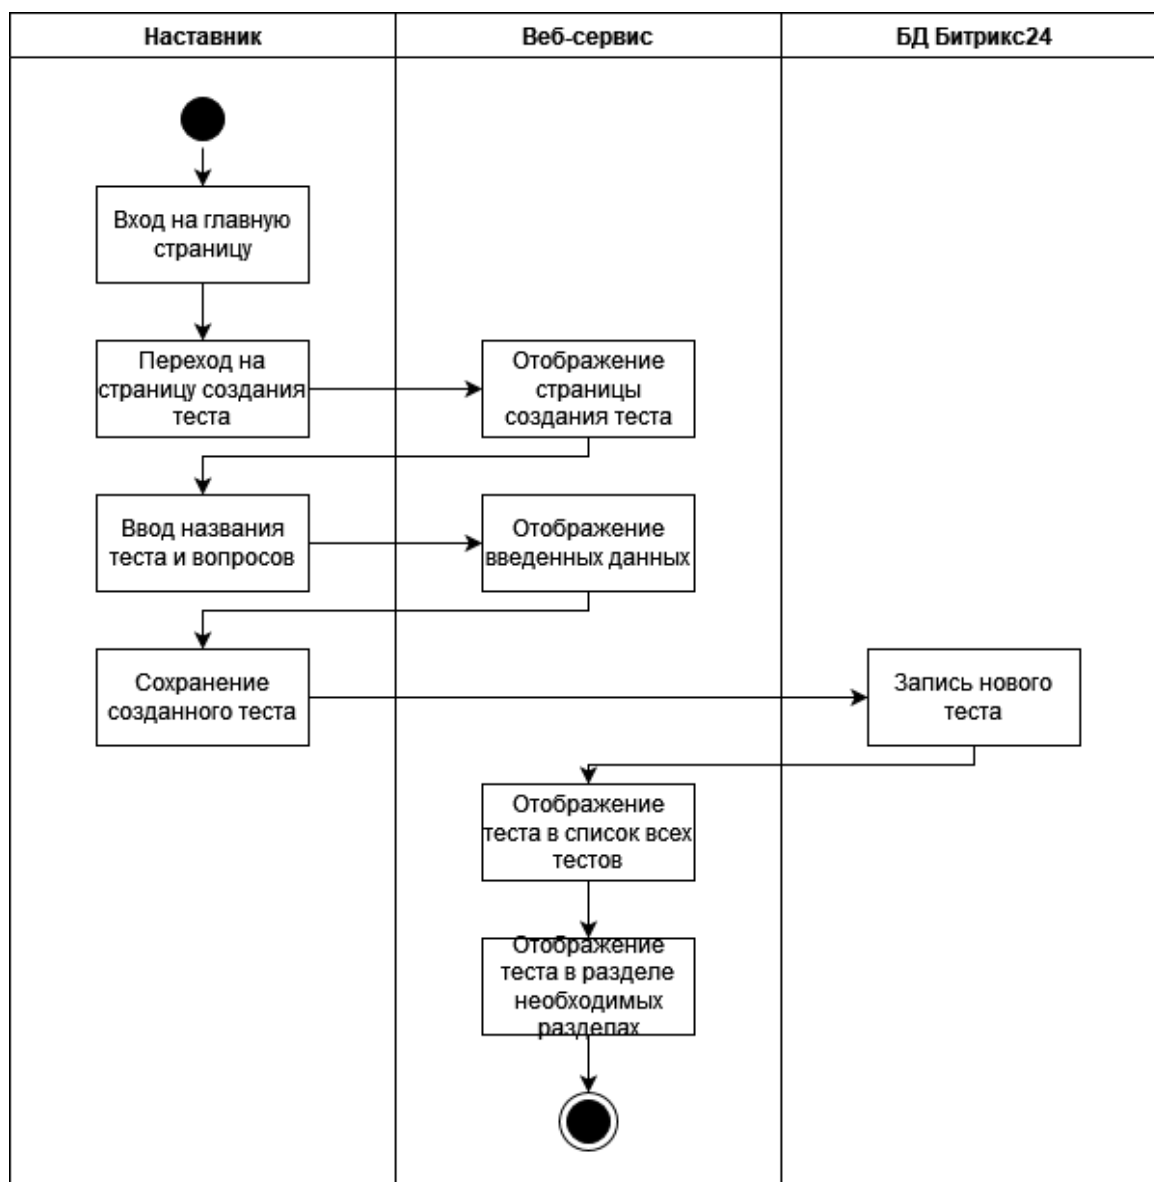 Наставник
Веб-сервис
БД Битрикс24
Вход на главную
страницу
Переход на
страницу создания
теста
Отображение
страницы
создания теста
Ввод названия
теста и вопросов
Отображение
введенных данных
Сохранение
созданного теста
Запись нового
теста
Отображение
теста в список всех
тестов
Отображение
теста в разделе
необходимых
разделах